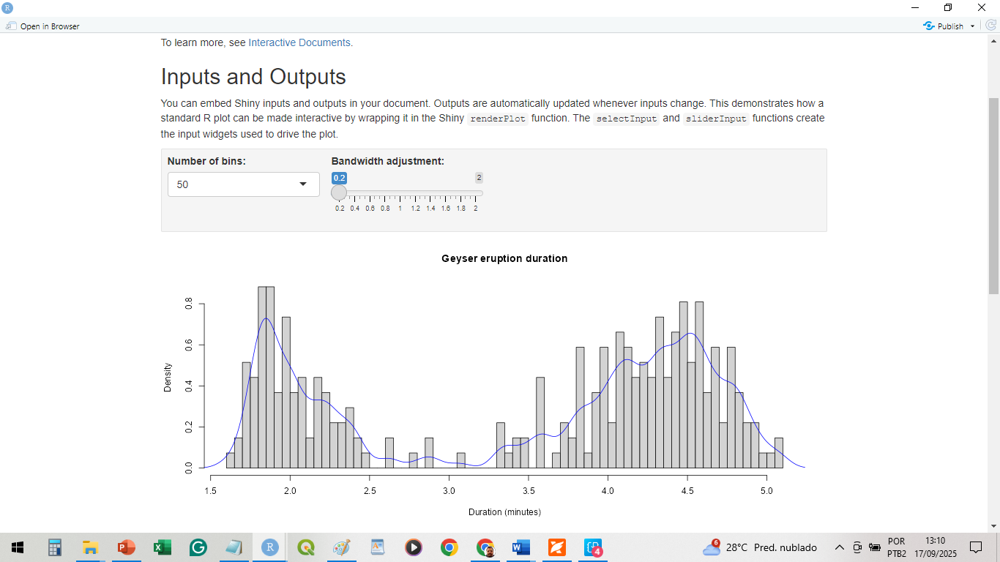 R
Open in Browser
Publish
To learn more, see Interactive Documents.
Inputs and Outputs
You can embed Shiny inputs and outputs in your document. Outputs are automatically updated whenever inputs change. This demonstrates how a
standard R plot can be made interactive by wrapping it in the Shiny renderPlot function. The selectInput and sliderInput functions create
the input widgets used to drive the plot.
Number of bins:
Bandwidth adjustment:
50
0.2
2
0.2 0.4 0.6 0.8 1 1.2 1.4 1.6 1.8 2
Geyser eruption duration
Density
0.8
0.6
0.4
0.2
0.0
1.5 2.0 2.5 3.0 3.5 4.0 4.5 5.0
Duration (minutes)
P
X
G
R
W
4
6
28°C Pred. nublado
POR
PTB2
13:10
17/09/2025